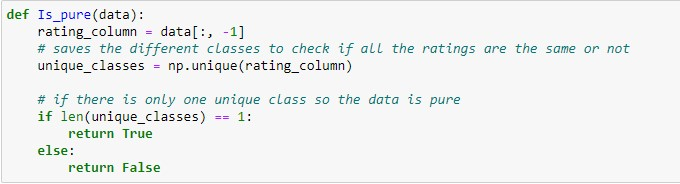 def Is_pure(data):
    rating_column = data[:, -1]
    # saves the different classes to check if all the ratings are the same or not
    unique_classes = np.unique(rating_column)

    # if there is only one unique class so the data is pure
    if len(unique_classes) == 1:
        return True
    else:
        return False